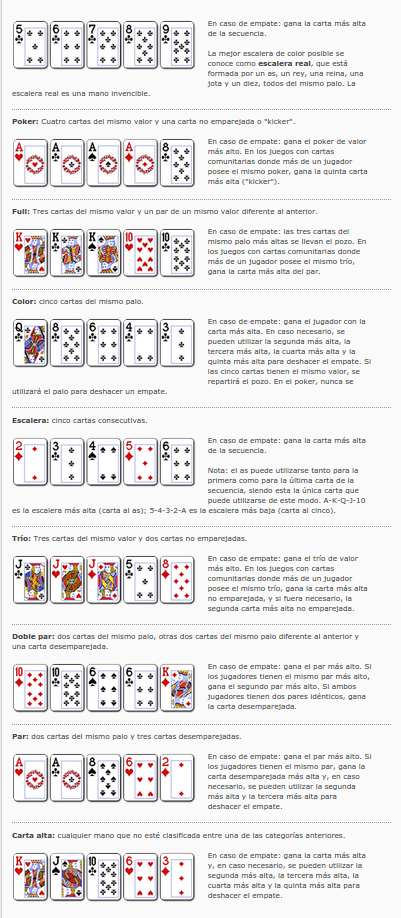 5 6 7 8 9
En caso de empate: gana la carta más alta
de la secuencia.
La mejor escalera de color posible se
conoce como escalera real, que está
formada por un as, un rey, una reina, una
jota y un diez, todos del mismo palo. La
escalera real es una mano invencible.
Poker: Cuatro cartas del mismo valor y una carta no emparejada o "kicker".
A A A A 8
En caso de empate: gana el poker de valor
más alto. En los juegos con cartas
comunitarias donde más de un jugador
posee el mismo poker, gana la quinta carta
más alta ("kicker").
Full: Tres cartas del mismo valor y un par de un mismo valor diferente al anterior.
K K K 10 10
En caso de empate: las tres cartas del
mismo palo más altas se llevan el pozo. En
los juegos con cartas comunitarias donde
más de un jugador posee el mismo trío,
gana la carta más alta del par.
Color: cinco cartas del mismo palo.
Q 8 6 4 3
En caso de empate: gana el jugador con la
carta más alta. En caso necesario, se
pueden utilizar la segunda más alta, la
tercera más alta, la cuarta más alta y la
quinta más alta para deshacer el empate. Si
las cinco cartas tienen el mismo valor, se
repartirá el pozo. En el poker, nunca se
utilizará el palo para deshacer un empate.
Escalera: cinco cartas consecutivas.
2 3 4 5 6
En caso de empate: gana la carta más alta
de la secuencia.
Nota: el as puede utilizarse tanto para la
primera como para la última carta de la
secuencia, siendo esta la única carta que
puede utilizarse de este modo. A-K-Q-J-10
es la escalera más alta (carta al as); 5-4-3-2-A es la escalera más baja (carta al cinco).
Trío: Tres cartas del mismo valor y dos cartas no emparejadas.
J J J 5 8
En caso de empate: gana el trío de valor
más alto. En los juegos con cartas
comunitarias donde más de un jugador
posee el mismo trío, gana la carta más alta
no emparejada, y si fuera necesario, la
segunda carta más alta no emparejada.
Doble par: dos cartas del mismo palo, otras dos cartas del mismo palo diferente al anterior y
una carta desemparejada.
10 10 6 6 K
En caso de empate: gana el par más alto. Si
los jugadores tienen el mismo par más alto,
gana el segundo par más alto. Si ambos
jugadores tienen dos pares idénticos, gana
la carta desemparejada.
Par: dos cartas del mismo palo y tres cartas desemparejadas.
A A 8 6 2
En caso de empate: gana el par más alto. Si
los jugadores tienen el mismo par, gana la
carta desemparejada más alta y, en caso
necesario, se pueden utilizar la segunda
más alta y la tercera más alta para
deshacer el empate.
Carta alta: cualquier mano que no esté clasificada entre una de las categorías anteriores.
K J 10 6 3
En caso de empate: gana la carta más alta
y, en caso necesario, se pueden utilizar la
segunda más alta, la tercera más alta, la
cuarta más alta y la quinta más alta para
deshacer el empate.